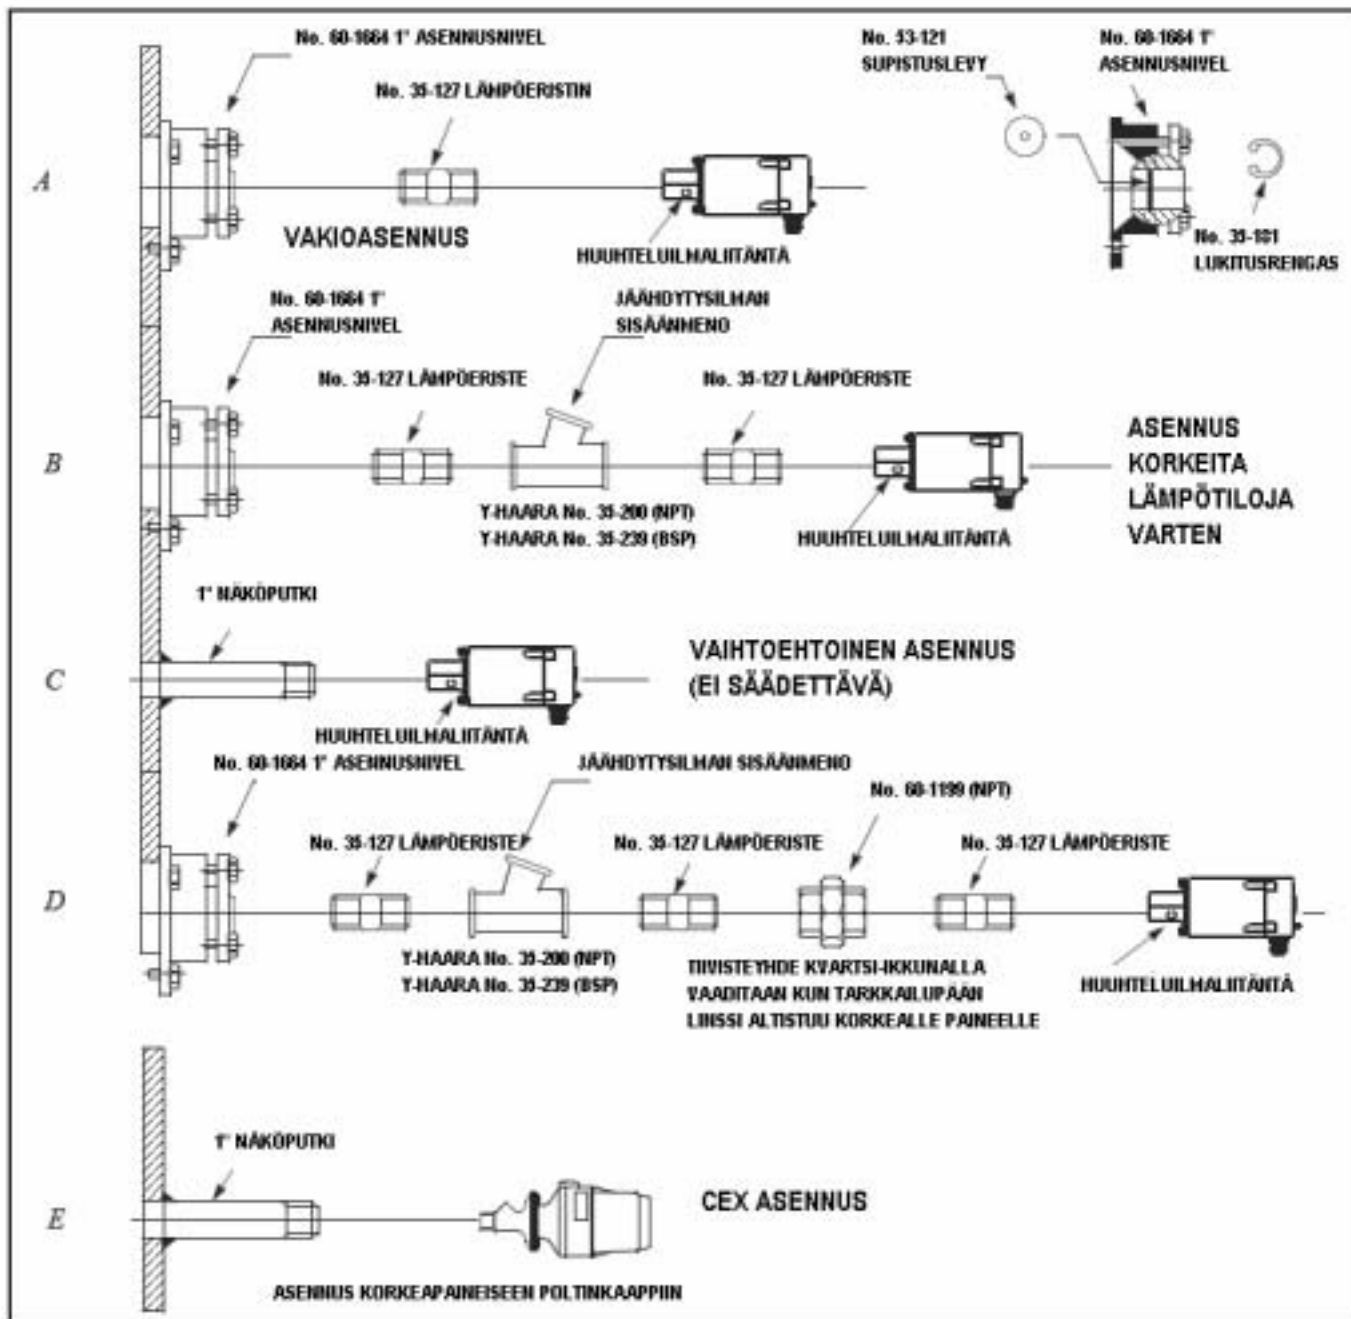 No. 60-1664 1" ASENNUSNIVEL
No. 35-127 LÄMPÖERISTIN
No. 53-121
SUPISTUSLEVY
No. 60-1664 1"
ASENNUSNIVEL
A
VAKIOASENNUS
HUUHTELUILMALIITÄNTÄ
No. 35-181
LUKITUSRENGAS
No. 60-1664 1"
ASENNUSNIVEL
JÄÄHDYTYSILMAN
SISÄÄNMENO
No. 35-127 LÄMPÖERISTE
No. 35-127 LÄMPÖERISTE
B
ASENNUS
KORKEITA
LÄMPÖTILOJA
VARTEN
Y-HAARA No. 35-200 (NPT)
Y-HAARA No. 35-239 (BSP)
HUUHTELUILMALIITÄNTÄ
1" NÄKÖPUTKI
C
VAIHTOEHTOINEN ASENNUS
(EI SÄÄDETTÄVÄ)
HUUHTELUILMALIITÄNTÄ
No. 60-1664 1" ASENNUSNIVEL
JÄÄHDYTYSILMAN SISÄÄNMENO
No. 60-1199 (NPT)
No. 35-127 LÄMPÖERISTE
No. 35-127 LÄMPÖERISTE
No. 35-127 LÄMPÖERISTE
D
Y-HAARA No. 35-200 (NPT)
Y-HAARA No. 35-239 (BSP)
TIIVISTEYHDE KVARTSI-IKKUNALLA
VAADITAAN KUN TARKKAILUPÄÄN
LINSSI ALTISTUU KORKEALLE PAINEELLE
HUUHTELUILMALIITÄNTÄ
1" NÄKÖPUTKI
E
CEX ASENNUS
ASENNUS KORKEAPAINEISEEN POLTINKAAPPIIN